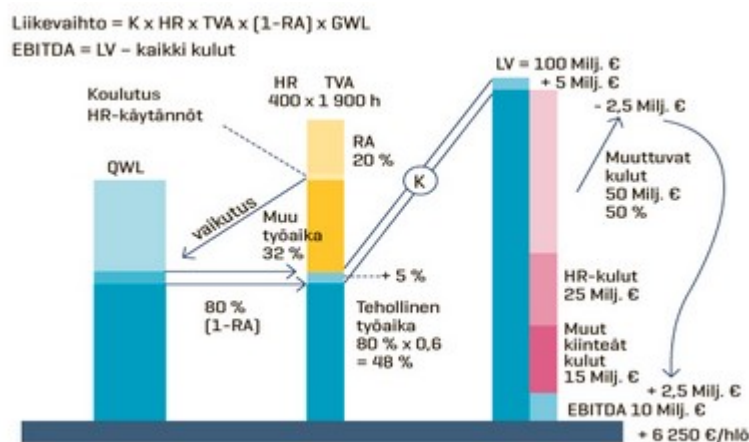 Liikevaihto = K x HR x TVA x (1-RA) x GWL
EBITDA = LV – kaikki kulut
Koulutus
HR-käytännöt
QWL
vaikutus
80 %
(1-RA)
HR TVA
400 x 1 900 h
RA
20 %
Muu
työaika
32 %
+ 5 %
Tehollinen
työaika
80 % x 0,6
= 48 %
K
LV = 100 Milj. €
+ 5 Milj. €
- 2,5 Milj. €
Muuttuvat
kulut
50 Milj. €
50 %
HR-kulut
25 Milj. €
Muut
kiinteät
kulut
15 Milj. €
+ 2,5 Milj. €
EBITDA 10 Milj. €
+ 6 250 €/hlö